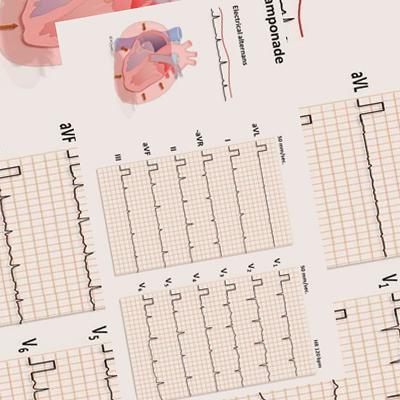 Electrical alternans
amponade
aVL
aVF
50 mm/sec.
aVL
I
-aVR
II
aVF
III
50 mm/sec.
HR 120 bpm
V1
V2
V3
V4
V5
V6
V1
V5
V6